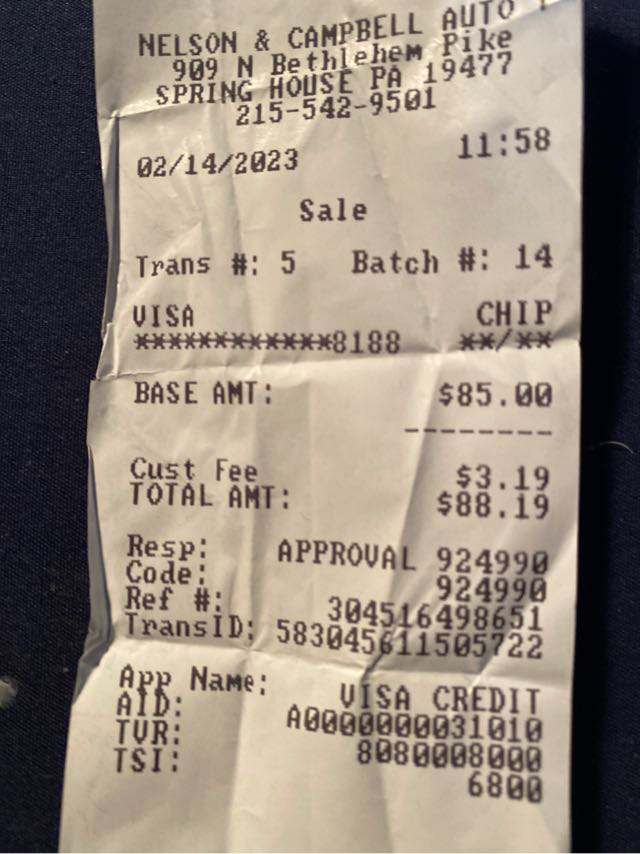 NELSON & CAMPBELL AUTO
909 N Bethlehem Pike
SPRING HOUSE PA 19477
215-542-9501
02/14/2023 11:58
Sale
Trans #: 5 Batch #: 14
VISA CHIP
************8188 **/**
BASE AMT: $85.00
--------
Cust Fee $3.19
TOTAL AMT: $88.19
Resp: APPROVAL 924990
Code: 924990
Ref #: 304516498651
TransID: 583045611505722
App Name: VISA CREDIT
AID: A0000000031010
TVR: 8080008000
TSI: 6800